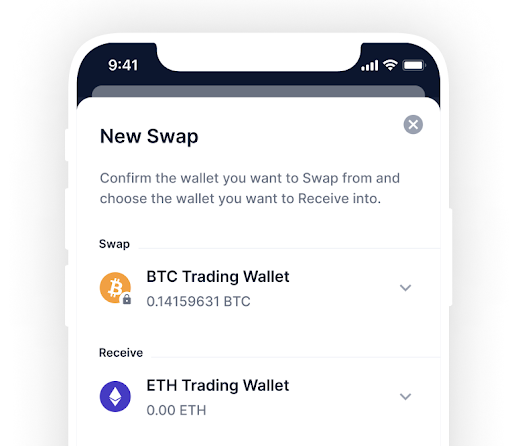 9:41
New Swap
Confirm the wallet you want to Swap from and
choose the wallet you want to Receive into.
Swap
BTC Trading Wallet
0.14159631 BTC
Receive
ETH Trading Wallet
0.00 ETH